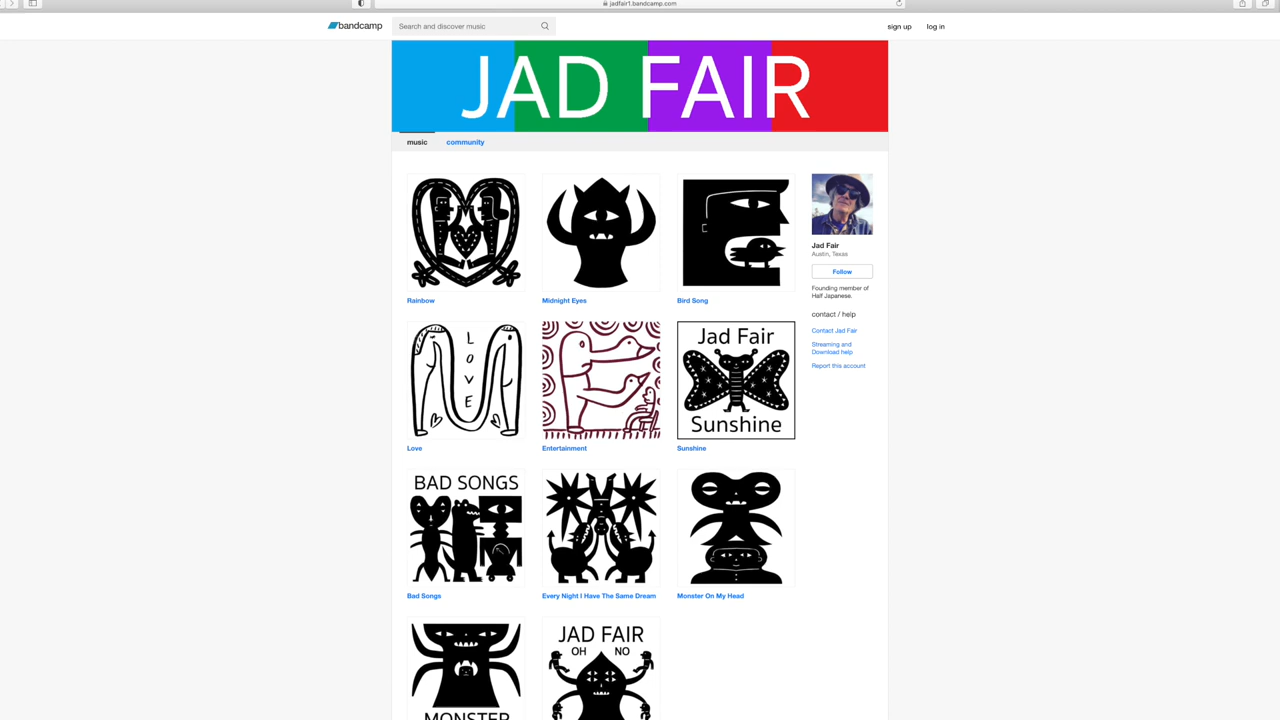 jadfair1.bandcamp.com
bandcamp
Search and discover music
sign up
log in
JAD FAIR
music
community
Rainbow
Midnight Eyes
Bird Song
Jad Fair
Austin, Texas
Follow
Founding member of
Half Japanese.
contact / help
Contact Jad Fair
Streaming and
Download help
Report this account
LOVE
Jad Fair
Sunshine
Love
Entertainment
Sunshine
BAD SONGS
Bad Songs
Every Night I Have The Same Dream
Monster On My Head
MONSTER
JAD FAIR
OH NO